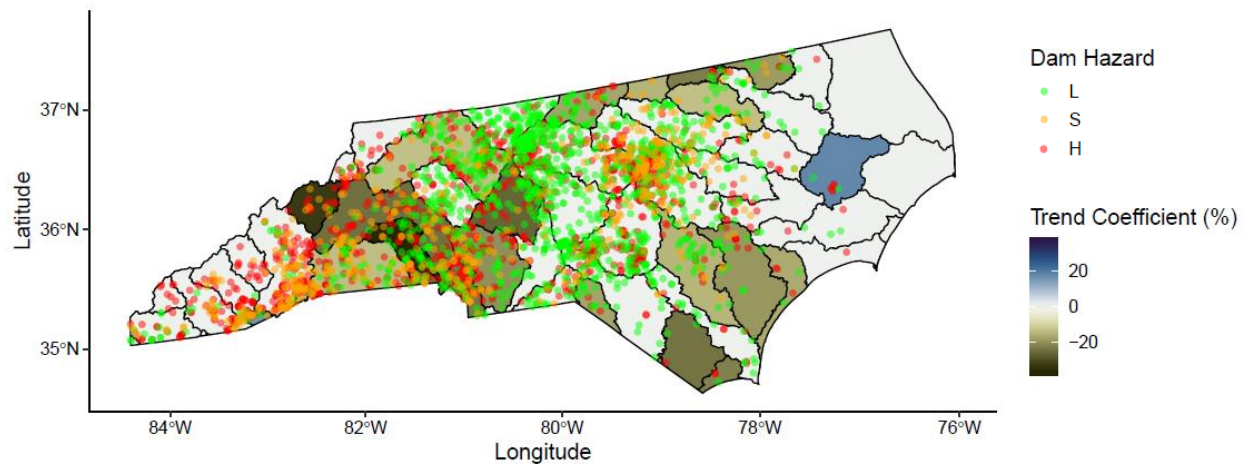 37°N
36°N
35°N
Latitude
84°W
82°W
80°W
78°W
76°W
Longitude
Dam Hazard
L
S
H
Trend Coefficient (%)
20
0
−20